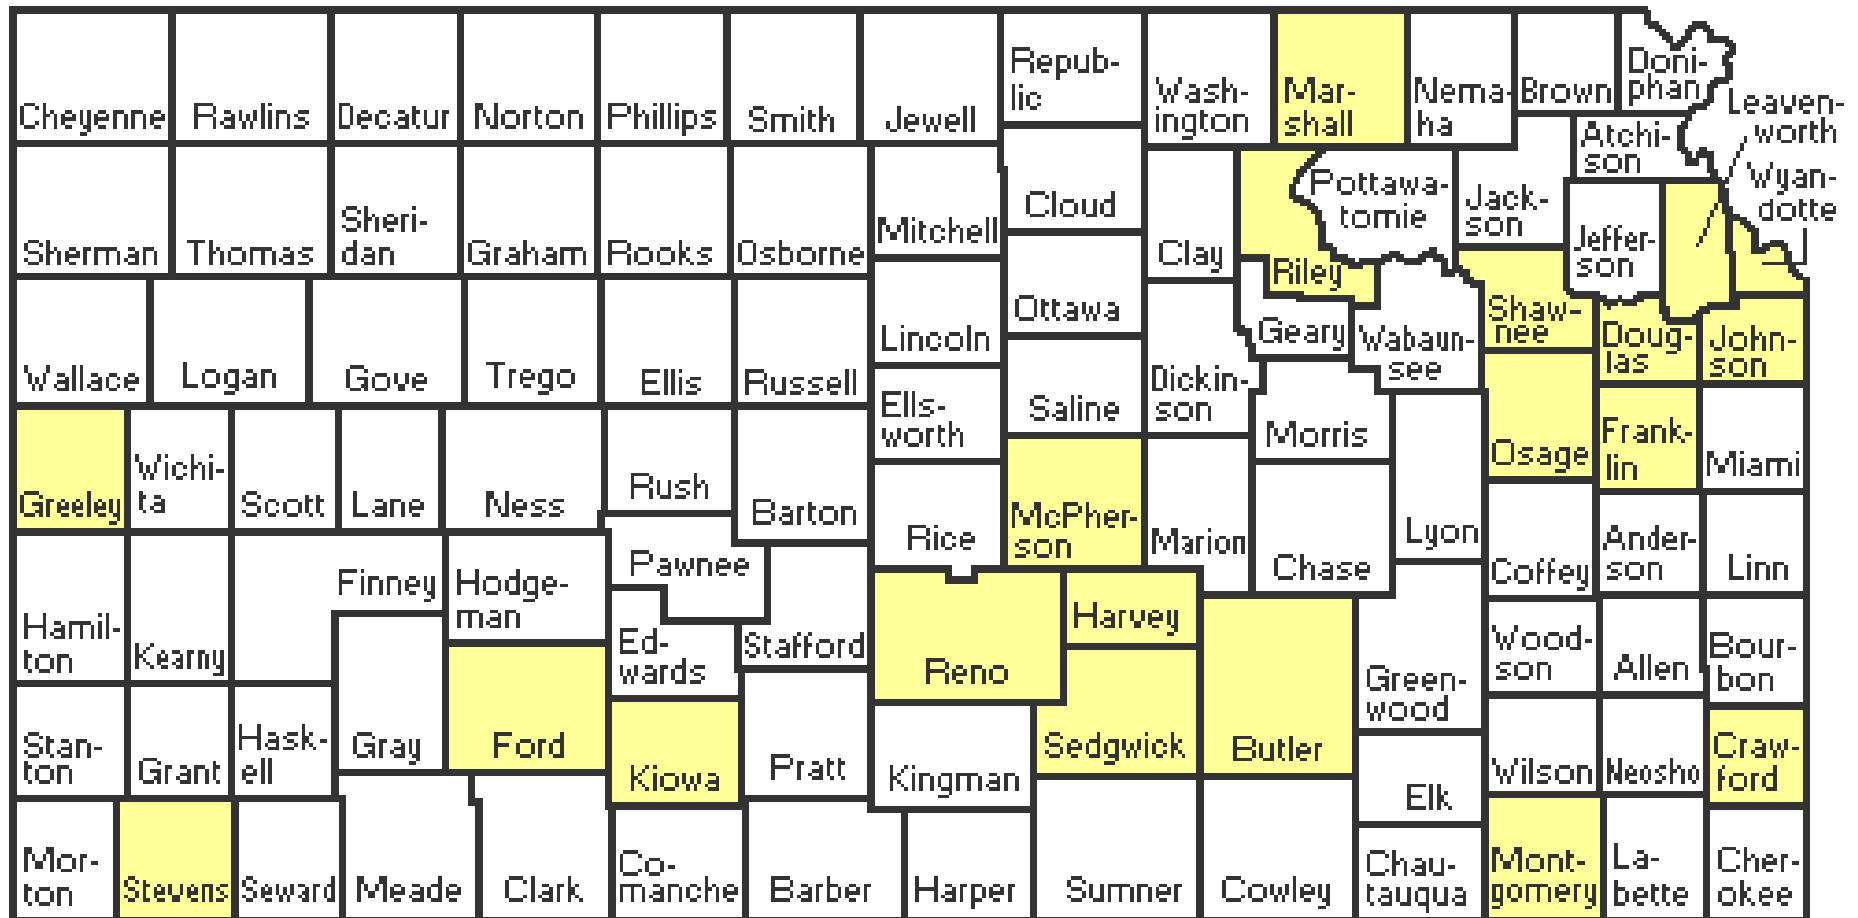 Cheyenne
Rawlins
Decatur
Norton
Phillips
Smith
Jewell
Repub-
lic
Wash-
ington
Mar-
shall
Nema-
ha
Brown
Doni-
phan
Leaven-
worth
Atchi-
son
Wyan-
dotte
Sherman
Thomas
Sheri-
dan
Graham
Rooks
Osborne
Mitchell
Cloud
Clay
Riley
Pottawa-
tomie
Jack-
son
Jeffer-
son
Wallace
Logan
Gove
Trego
Ellis
Russell
Lincoln
Ottawa
Geary
Wabaun-
see
Shaw-
nee
Doug-
las
John-
son
Ells-
worth
Saline
Dickin-
son
Morris
Osage
Frank-
lin
Miami
Greeley
Wichi-
ta
Scott
Lane
Ness
Rush
Barton
Rice
McPher-
son
Marion
Chase
Lyon
Coffey
Ander-
son
Linn
Hamil-
ton
Kearny
Finney
Hodge-
man
Pawnee
Ed-
wards
Stafford
Reno
Harvey
Green-
wood
Wood-
son
Allen
Bour-
bon
Stan-
ton
Grant
Hask-
ell
Gray
Ford
Kiowa
Pratt
Kingman
Sedgwick
Butler
Elk
Wilson
Neosho
Craw-
ford
Mor-
ton
Stevens
Seward
Meade
Clark
Co-
manche
Barber
Harper
Sumner
Cowley
Chau-
tauqua
Mont-
gomery
La-
bette
Cher-
okee